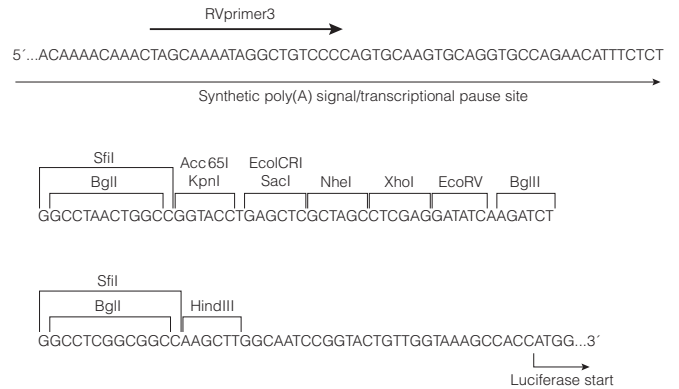 RVprimer3
5´...ACAAAACAAACTAGCAAAATAGGCTGTCCCCAGTGCAAGTGCAGGTGCCAGAACATTTCTCT
Synthetic poly(A) signal/transcriptional pause site
SfiI Acc65I EcoICRI
BglI KpnI SacI NheI XhoI EcoRV BglII
GGCCTAACTGGCCGGTACCTGAGCTCGCTAGCCTCGAGGATATCAAGATCT
SfiI
BglI HindIII
GGCCTCGGCGGCCAAGCTTGGCAATCCGGTACTGTTGGTAAAGCCACCATGG...3´
Luciferase start